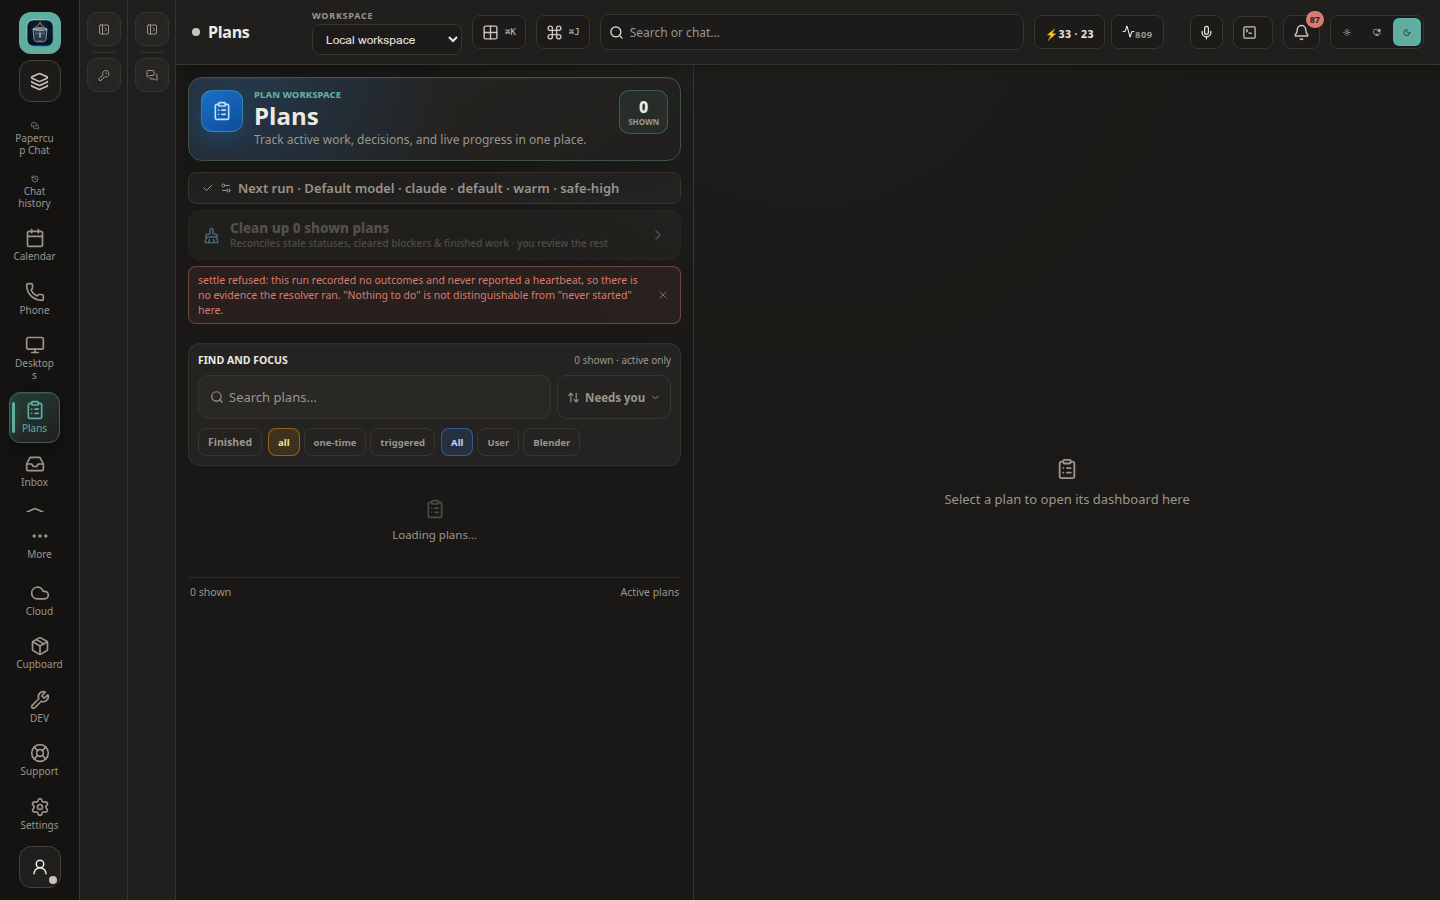 Papercu
p Chat
Chat
history
Calendar
Phone
Desktop
s
Plans
Inbox
More
Cloud
Cupboard
DEV
Support
Settings
Plans
WORKSPACE
Local workspace
⌘K
⌘J
Search or chat...
⚡33 · 23
809
87
PLAN WORKSPACE
Plans
Track active work, decisions, and live progress in one place.
0
SHOWN
Next run · Default model · claude · default · warm · safe-high
Clean up 0 shown plans
Reconciles stale statuses, cleared blockers & finished work · you review the rest
settle refused: this run recorded no outcomes and never reported a heartbeat, so there is
no evidence the resolver ran. "Nothing to do" is not distinguishable from "never started"
here.
FIND AND FOCUS
0 shown · active only
Search plans...
Needs you
Finished
all
one-time
triggered
All
User
Blender
Loading plans...
0 shown
Active plans
Select a plan to open its dashboard here